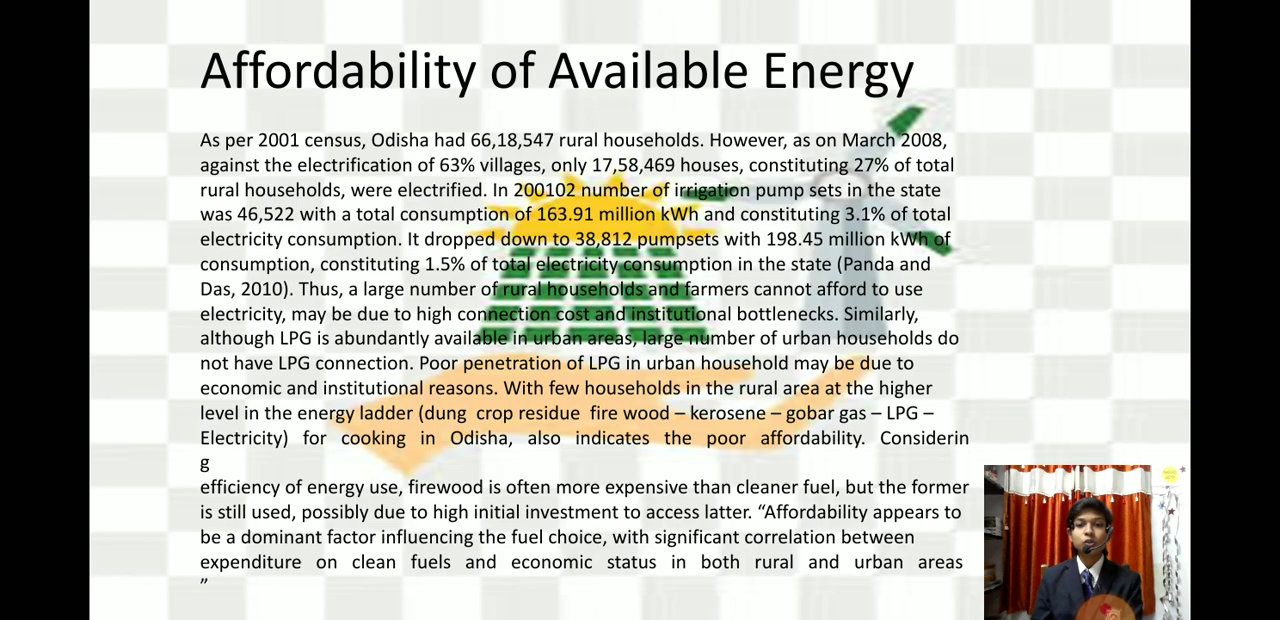 Affordability of Available Energy
As per 2001 census, Odisha had 66,18,547 rural households. However, as on March 2008,
against the electrification of 63% villages, only 17,58,469 houses, constituting 27% of total
rural households, were electrified. In 200102 number of irrigation pump sets in the state
was 46,522 with a total consumption of 163.91 million kWh and constituting 3.1% of total
electricity consumption. It dropped down to 38,812 pumpsets with 198.45 million kWh of
consumption, constituting 1.5% of total electricity consumption in the state (Panda and
Das, 2010). Thus, a large number of rural households and farmers cannot afford to use
electricity, may be due to high connection cost and institutional bottlenecks. Similarly,
although LPG is abundantly available in urban areas, large number of urban households do
not have LPG connection. Poor penetration of LPG in urban household may be due to
economic and institutional reasons. With few households in the rural area at the higher
level in the energy ladder (dung crop residue fire wood – kerosene – gobar gas – LPG –
Electricity) for cooking in Odisha, also indicates the poor affordability. Considerin
g
efficiency of energy use, firewood is often more expensive than cleaner fuel, but the former
is still used, possibly due to high initial investment to access latter. “Affordability appears to
be a dominant factor influencing the fuel choice, with significant correlation between
expenditure on clean fuels and economic status in both rural and urban areas
”